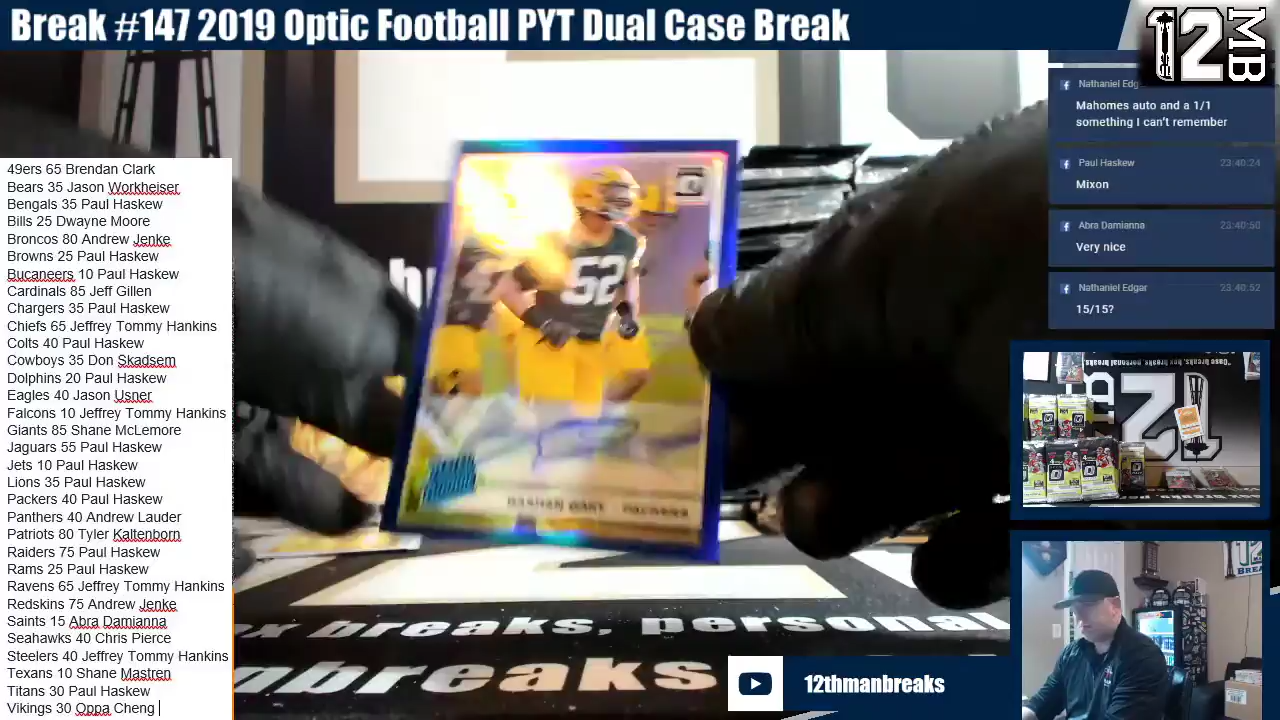 Break #147 2019 Optic Football PYT Dual Case Break
12
MB
49ers 65 Brendan Clark
Bears 35 Jason Workheiser
Bengals 35 Paul Haskew
Bills 25 Dwayne Moore
Broncos 80 Andrew Jenke
Browns 25 Paul Haskew
Bucaneers 10 Paul Haskew
Cardinals 85 Jeff Gillen
Chargers 35 Paul Haskew
Chiefs 65 Jeffrey Tommy Hankins
Colts 40 Paul Haskew
Cowboys 35 Don Skadsem
Dolphins 20 Paul Haskew
Eagles 40 Jason Usner
Falcons 10 Jeffrey Tommy Hankins
Giants 85 Shane McLemore
Jaguars 55 Paul Haskew
Jets 10 Paul Haskew
Lions 35 Paul Haskew
Packers 40 Paul Haskew
Panthers 40 Andrew Lauder
Patriots 80 Tyler Kaltenborn
Raiders 75 Paul Haskew
Rams 25 Paul Haskew
Ravens 65 Jeffrey Tommy Hankins
Redskins 75 Andrew Jenke
Saints 15 Abra Damianna
Seahawks 40 Chris Pierce
Steelers 40 Jeffrey Tommy Hankins
Texans 10 Shane Mastren
Titans 30 Paul Haskew
Vikings 30 Oppa Cheng
52
PACKERS
breaks, personal
breaks
12thmanbreaks
Nathaniel Edg
Mahomes auto and a 1/1
something I can't remember
Paul Haskew 23:40:24
Mixon
Abra Damianna 23:40:50
Very nice
Nathaniel Edgar 23:40:52
15/15?
12